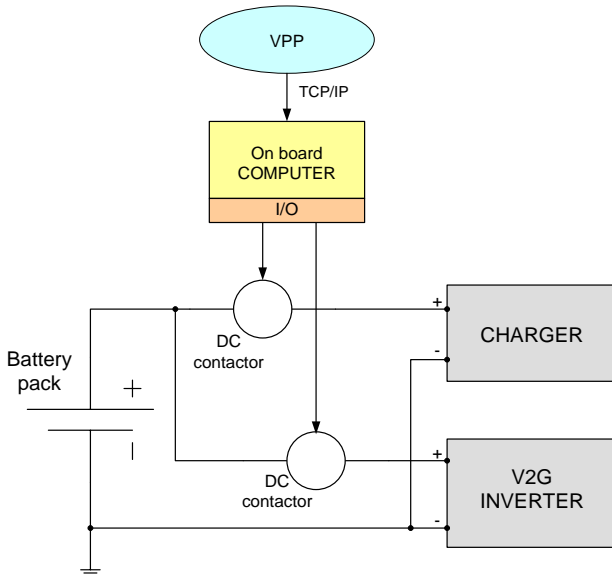 VPP
TCP/IP
On board
COMPUTER
I/O
+
DC
contactor
CHARGER
-
Battery
pack
+
-
+
DC
contactor
V2G
INVERTER
-